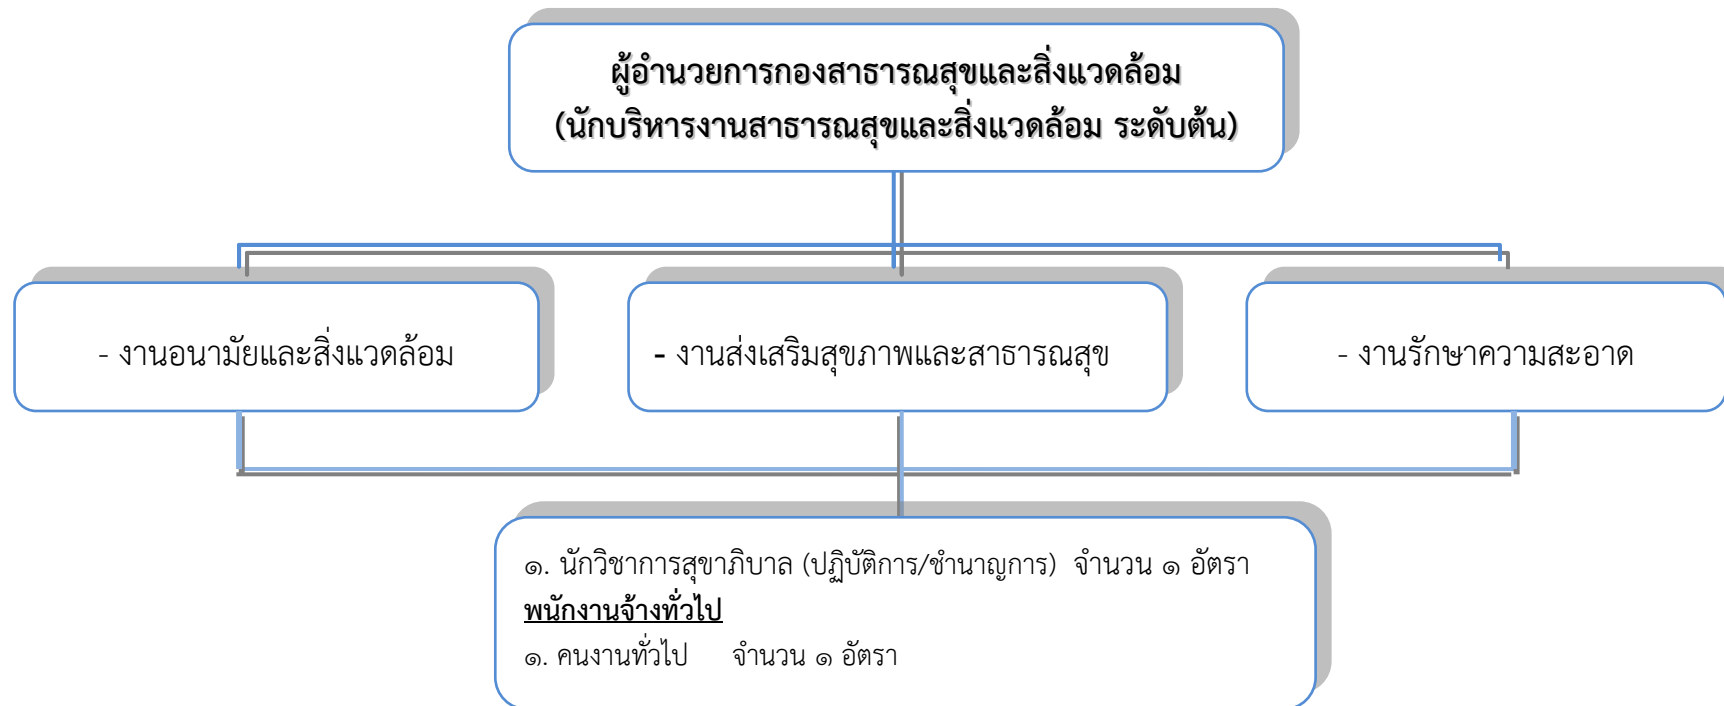 ผู้อำนวยการกองสาธารณสุขและสิ่งแวดล้อม
(นักบริหารงานสาธารณสุขและสิ่งแวดล้อม ระดับต้น)
- งานอนามัยและสิ่งแวดล้อม
- งานส่งเสริมสุขภาพและสาธารณสุข
- งานรักษาความสะอาด
๑. นักวิชาการสุขาภิบาล (ปฏิบัติการ/ชำนาญการ) จำนวน ๑ อัตรา
พนักงานจ้างทั่วไป
๑. คนงานทั่วไป จำนวน ๑ อัตรา